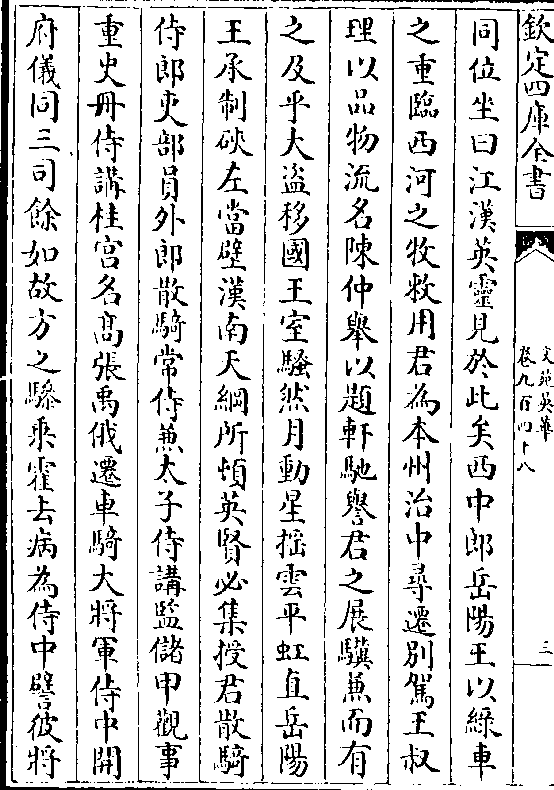 欽定四庫全書
文苑英華
卷九百四十八
三
同位坐曰江漢英靈見於此矣西中郎岳陽王以綠車
之重臨西河之牧敕用君為本州治中尋遷别駕王叔
理以品物流名陳仲舉以題軒馳譽君之展驥兼而有
之及乎大盜移國王室騷然月動星摇雲平虹直岳陽
王承制陜左當壁漢南天綱所頓英賢必集授君散騎
侍郎吏部員外郎散騎常侍兼太子侍講監儲甲觀事
重史丹侍講桂宫名髙張禹俄遷車騎大將軍侍中開
府儀同三司餘如故方之驂乘霍去病為侍中譬彼將